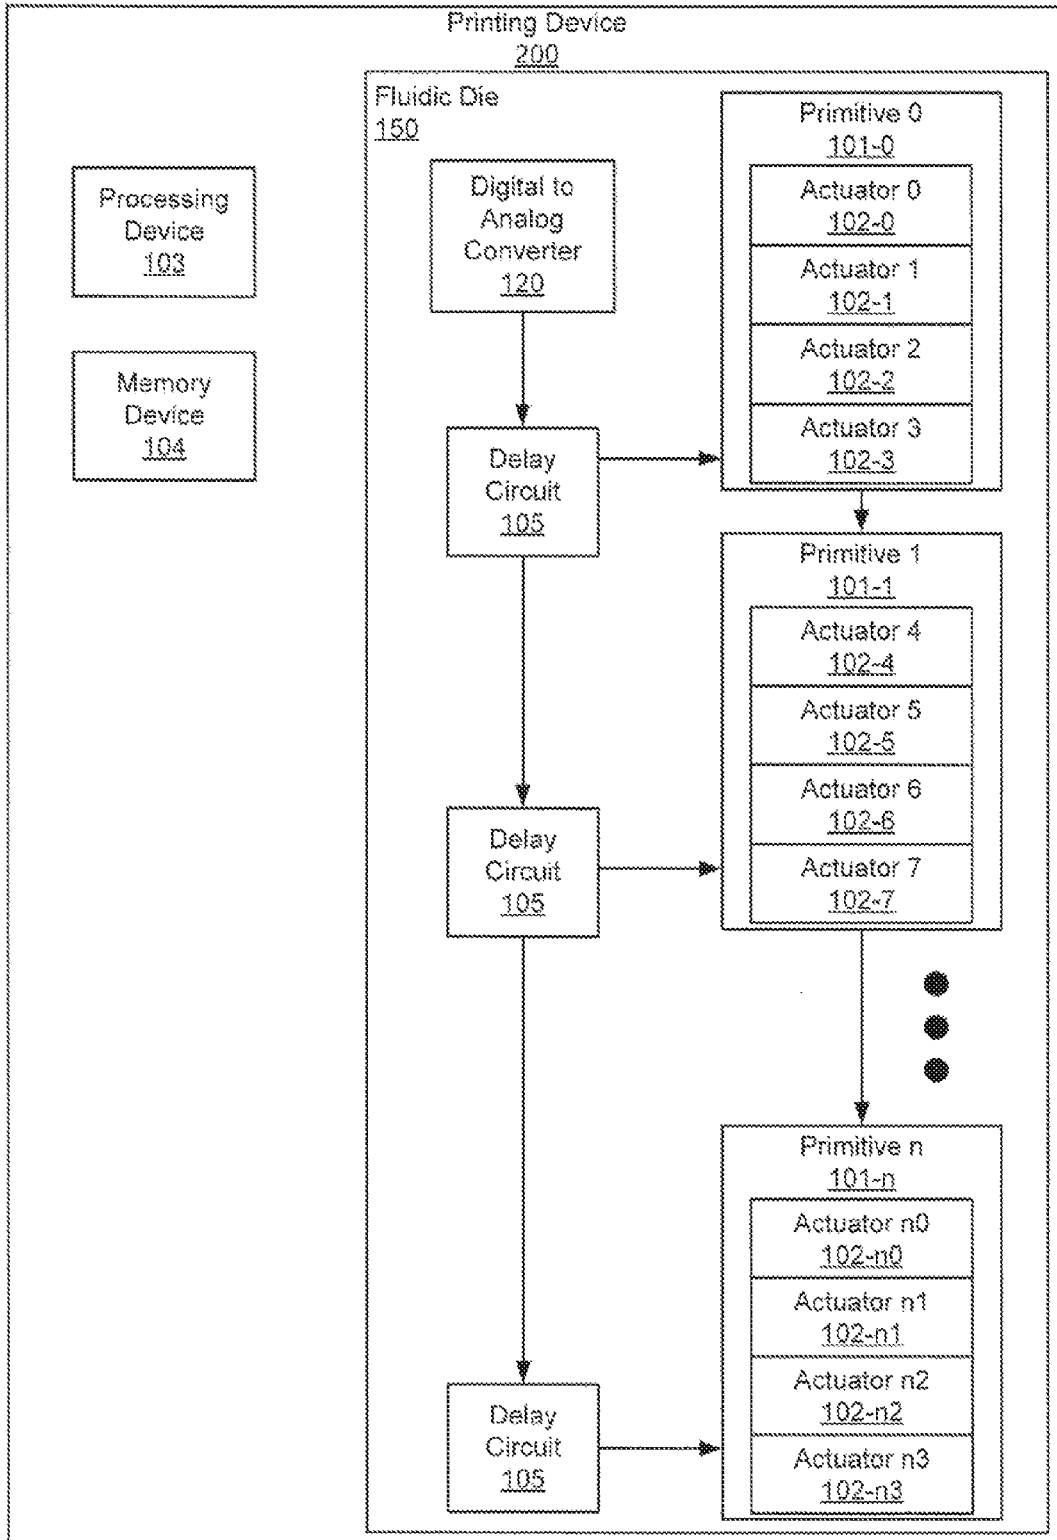 Printing Device
200
Fluidic Die
150
Processing
Device
103
Memory
Device
104
Digital to
Analog
Converter
120
Delay
Circuit
105
Delay
Circuit
105
Delay
Circuit
105
Primitive 0
101-0
Actuator 0
102-0
Actuator 1
102-1
Actuator 2
102-2
Actuator 3
102-3
Primitive 1
101-1
Actuator 4
102-4
Actuator 5
102-5
Actuator 6
102-6
Actuator 7
102-7
Primitive n
101-n
Actuator n0
102-n0
Actuator n1
102-n1
Actuator n2
102-n2
Actuator n3
102-n3